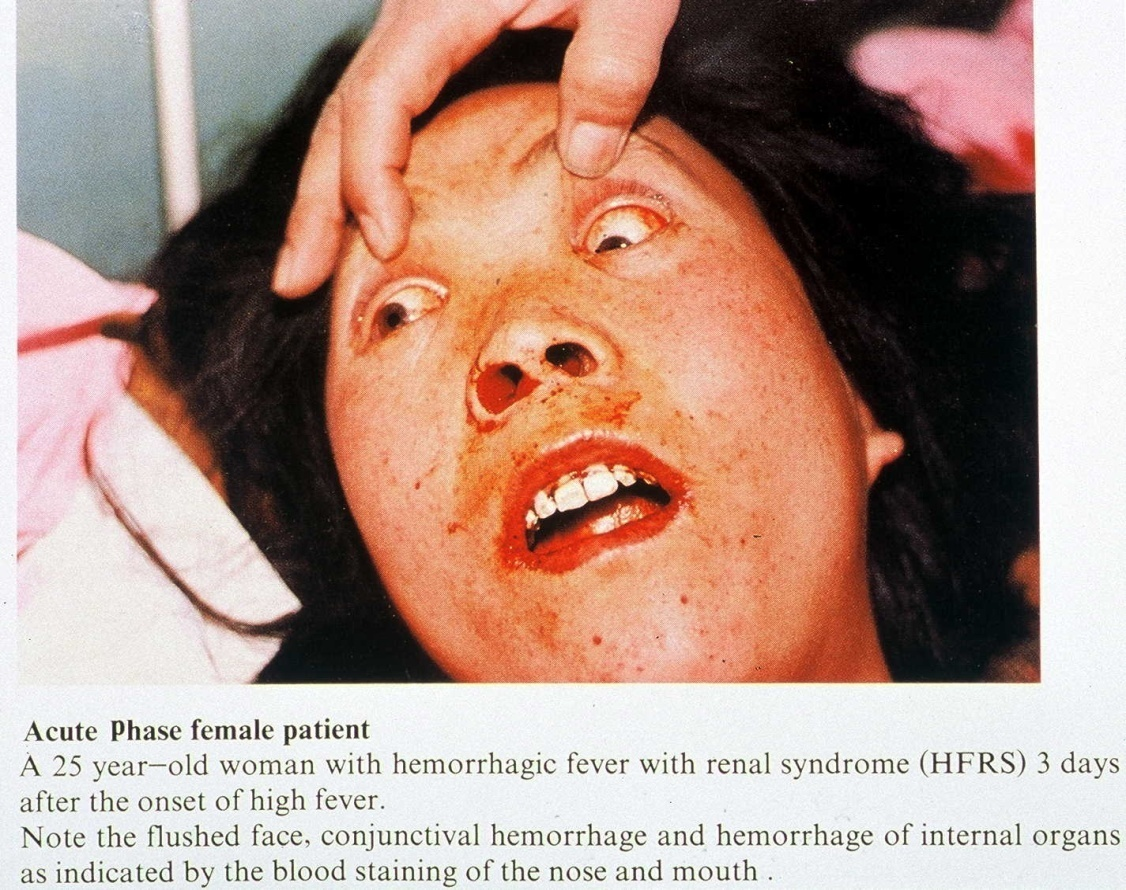 Acute Phase female patient
A 25 year-old woman with hemorrhagic fever with renal syndrome (HFRS) 3 days
after the onset of high fever.
Note the flushed face, conjunctival hemorrhage and hemorrhage of internal organs
as indicated by the blood staining of the nose and mouth .